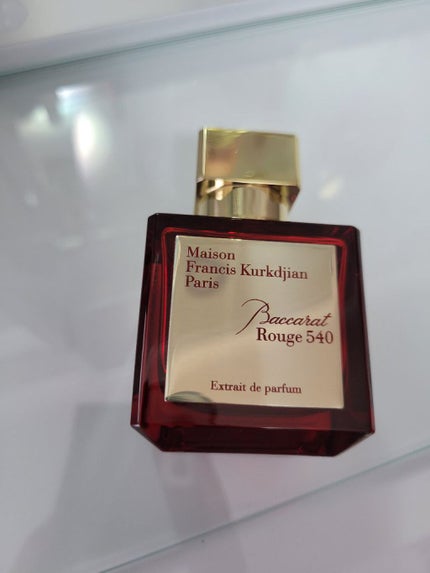 Maison
Francis Kurkdjian
Paris
Baccarat
Rouge 540
Extrait de parfum